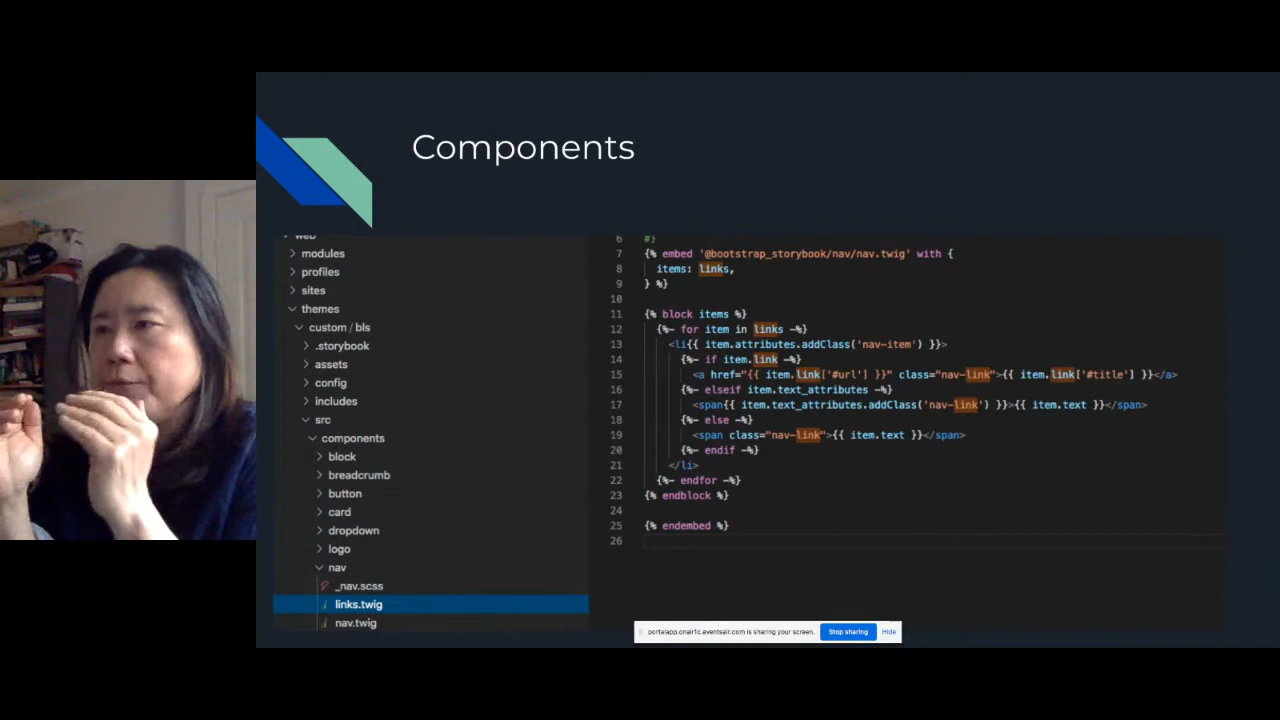 Components
web
modules
profiles
sites
themes
custom / bls
.storybook
assets
config
includes
src
components
block
breadcrumb
button
card
dropdown
logo
nav
_nav.scss
links.twig
nav.twig
6 #}
7 {% embed '@bootstrap_storybook/nav/nav.twig' with {
8 items: links,
9 } %}
10
11 {% block items %}
12 {%- for item in links -%}
13 <li{{ item.attributes.addClass('nav-item') }}>
14 {%- if item.link -%}
15 <a href="{{ item.link['#url'] }}" class="nav-link">{{ item.link['#title'] }}</a>
16 {%- elseif item.text_attributes -%}
17 <span{{ item.text_attributes.addClass('nav-link') }}>{{ item.text }}</span>
18 {%- else -%}
19 <span class="nav-link">{{ item.text }}</span>
20 {%- endif -%}
21 </li>
22 {%- endfor -%}
23 {% endblock %}
24
25 {% endembed %}
26
portalapp.onair1c.eventsair.com is sharing your screen.
Stop sharing
Hide